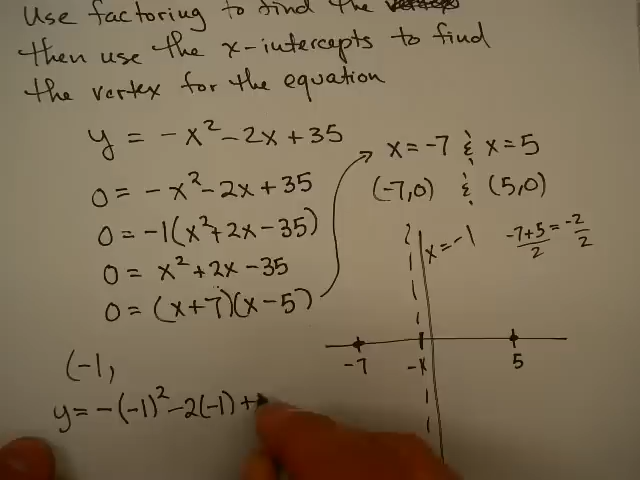 Use factoring to find the
then use the x-intercepts to find
the vertex for the equation
y = -x² - 2x + 35
0 = -x² - 2x + 35
0 = -1(x² + 2x - 35)
0 = x² + 2x - 35
0 = (x + 7)(x - 5)
x = -7 & x = 5
(-7,0) & (5,0)
x = -1
-7+5/2 = -2/2
-7 -1 5
(-1,
y = -(-1)² - 2(-1) +